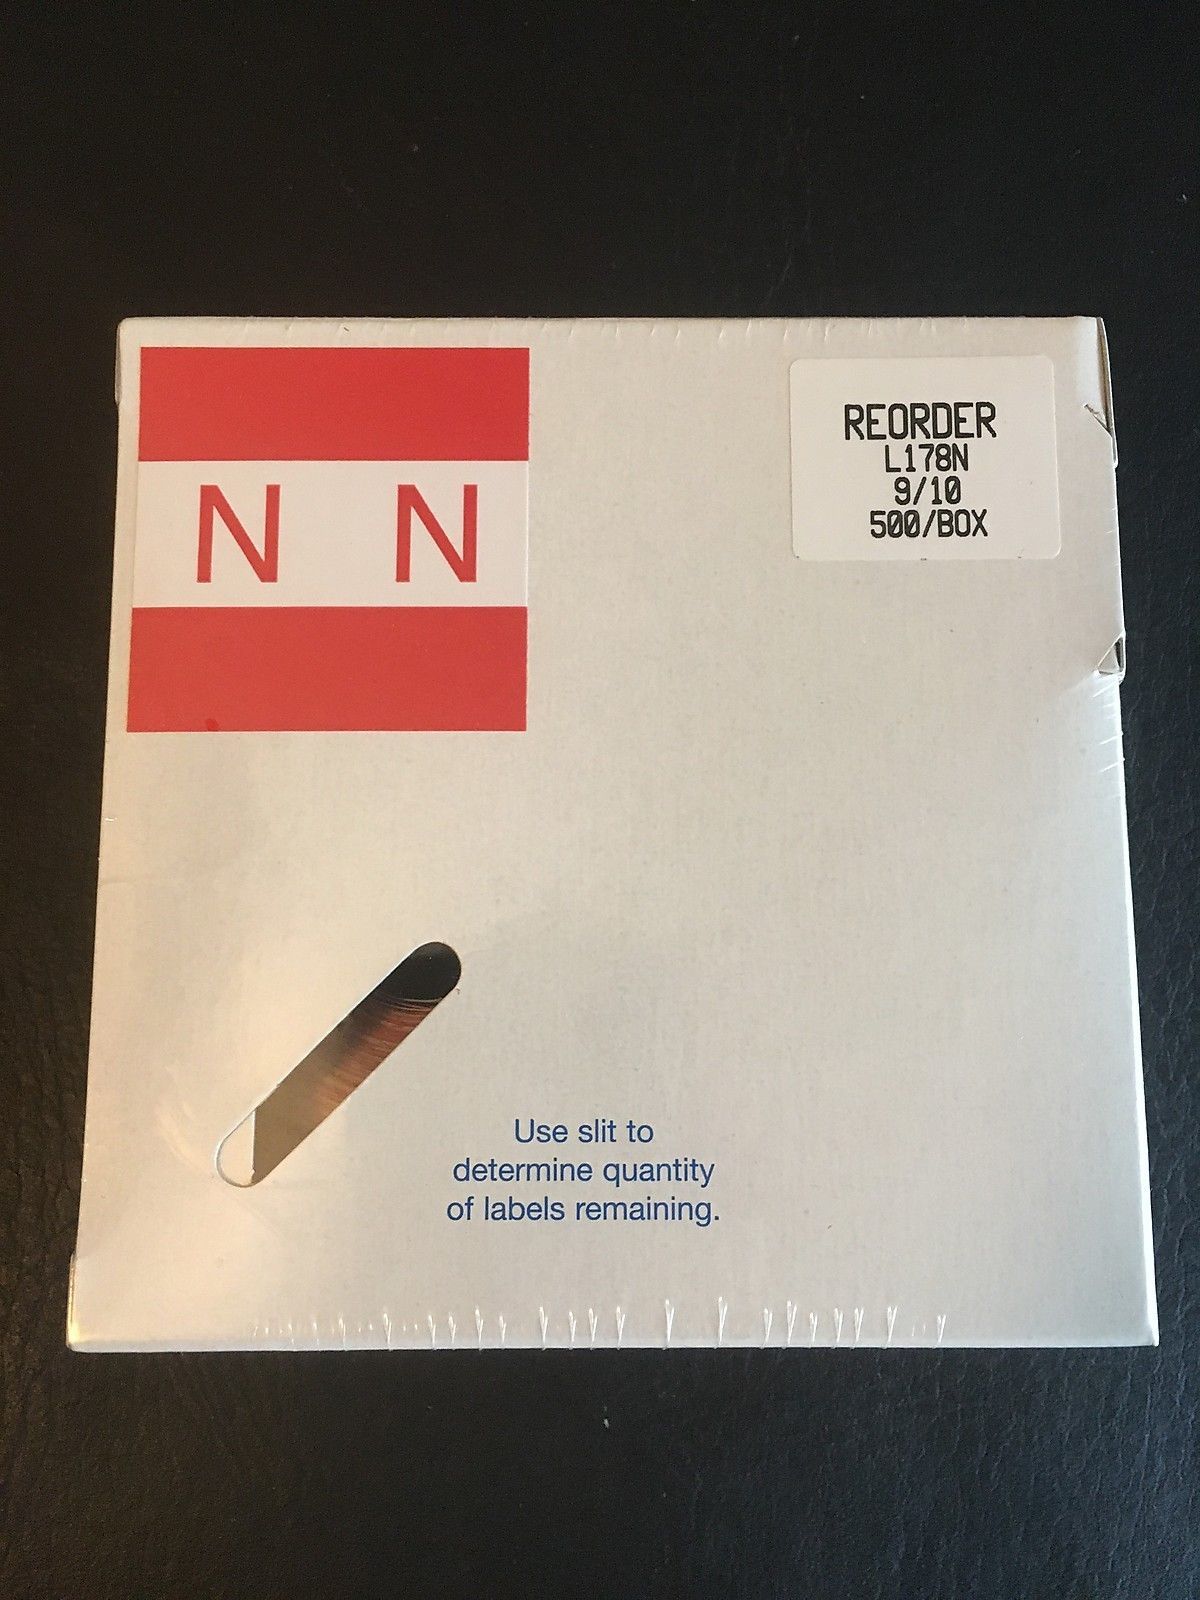 N N
REORDER
L178N
9/10
500/BOX
Use slit to
determine quantity
of labels remaining.